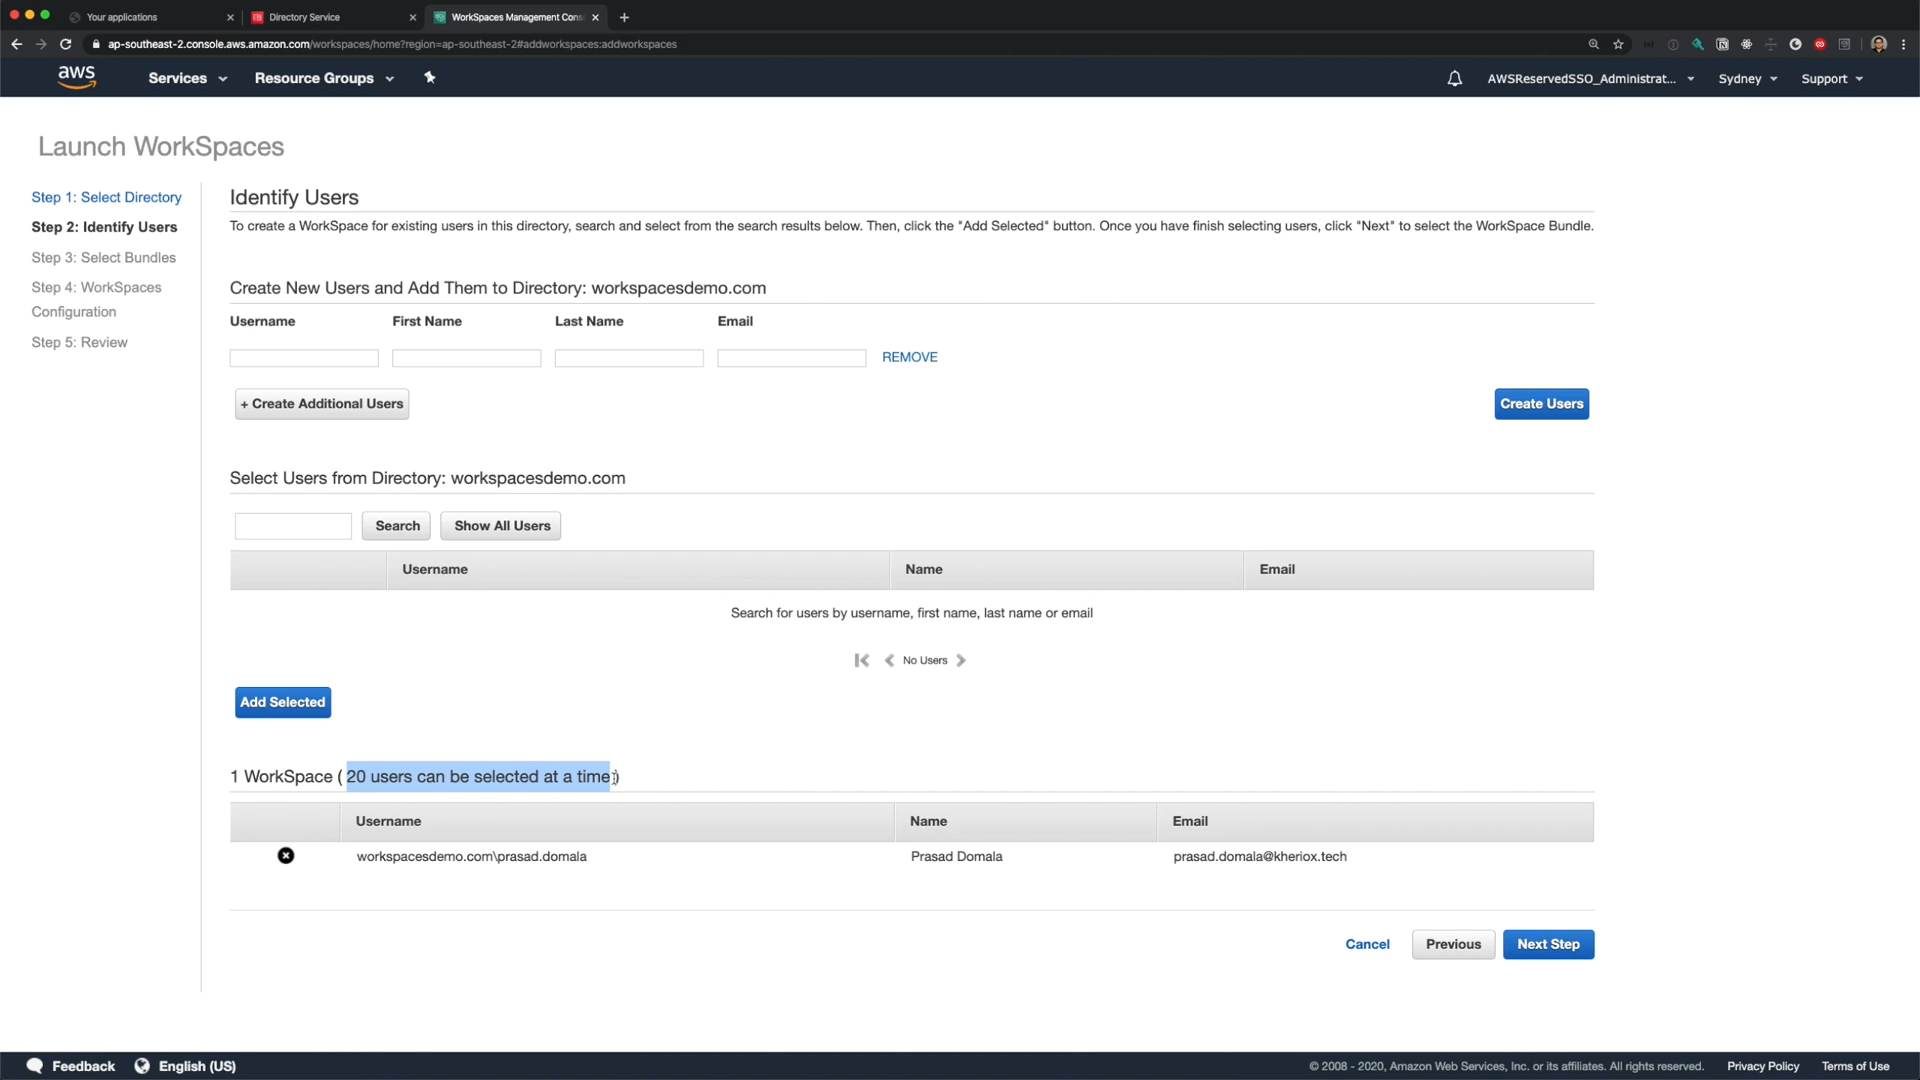 Your applications
Directory Service
WorkSpaces Management Cons
ap-southeast-2.console.aws.amazon.com/workspaces/home?region=ap-southeast-2#addworkspaces:addworkspaces
aws
Services
Resource Groups
AWSReservedSSO_Administrat...
Sydney
Support
Launch WorkSpaces
Step 1: Select Directory
Step 2: Identify Users
Step 3: Select Bundles
Step 4: WorkSpaces
Configuration
Step 5: Review
Identify Users
To create a WorkSpace for existing users in this directory, search and select from the search results below. Then, click the "Add Selected" button. Once you have finish selecting users, click "Next" to select the WorkSpace Bundle.
Create New Users and Add Them to Directory: workspacesdemo.com
Username First Name Last Name Email
REMOVE
+ Create Additional Users
Create Users
Select Users from Directory: workspacesdemo.com
Search Show All Users
Username Name Email
Search for users by username, first name, last name or email
No Users
Add Selected
1 WorkSpace ( 20 users can be selected at a time )
Username Name Email
workspacesdemo.com\prasad.domala Prasad Domala prasad.domala@kheriox.tech
Cancel Previous Next Step
Feedback English (US)
© 2008 - 2020, Amazon Web Services, Inc. or its affiliates. All rights reserved. Privacy Policy Terms of Use